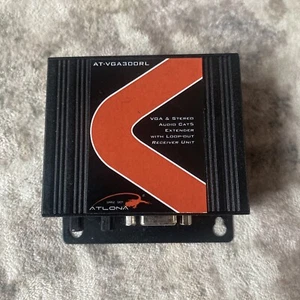 AT-VGA300RL
VGA & Stereo
Audio Cat5
Extender
with Loop-out
Receiver Unit
ATLONA